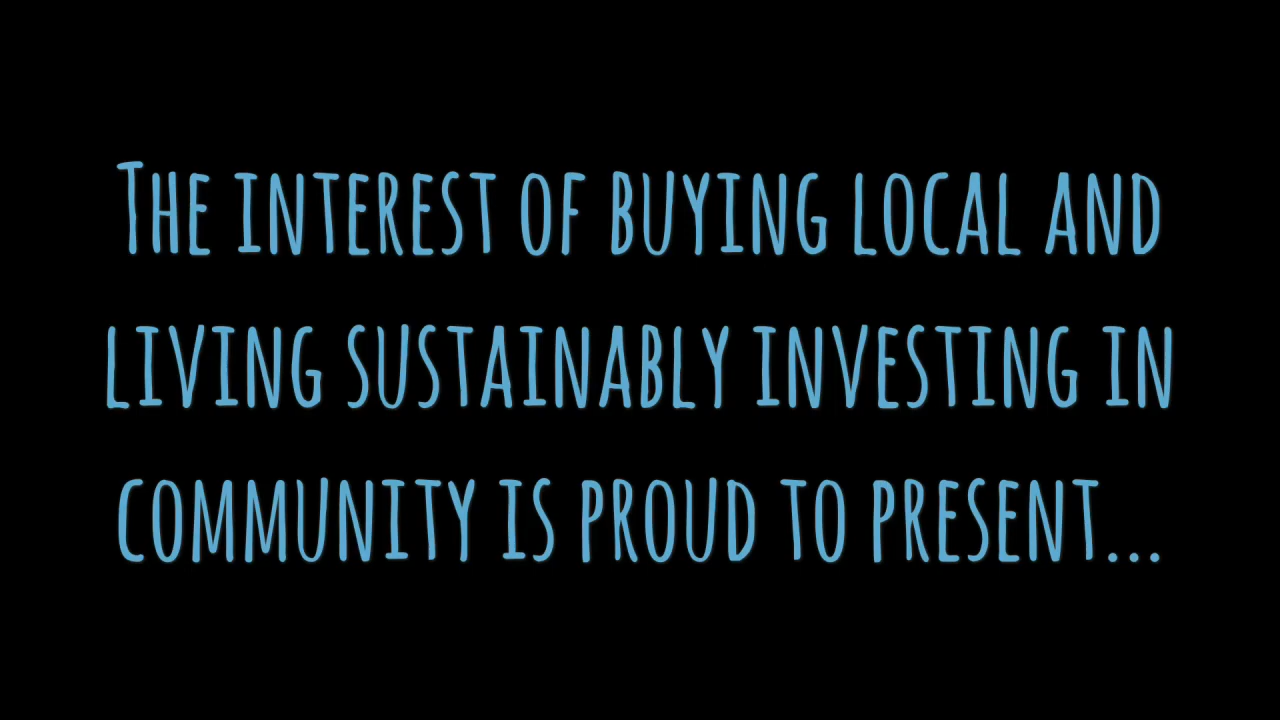 The interest of buying local and
living sustainably investing in
community is proud to present...